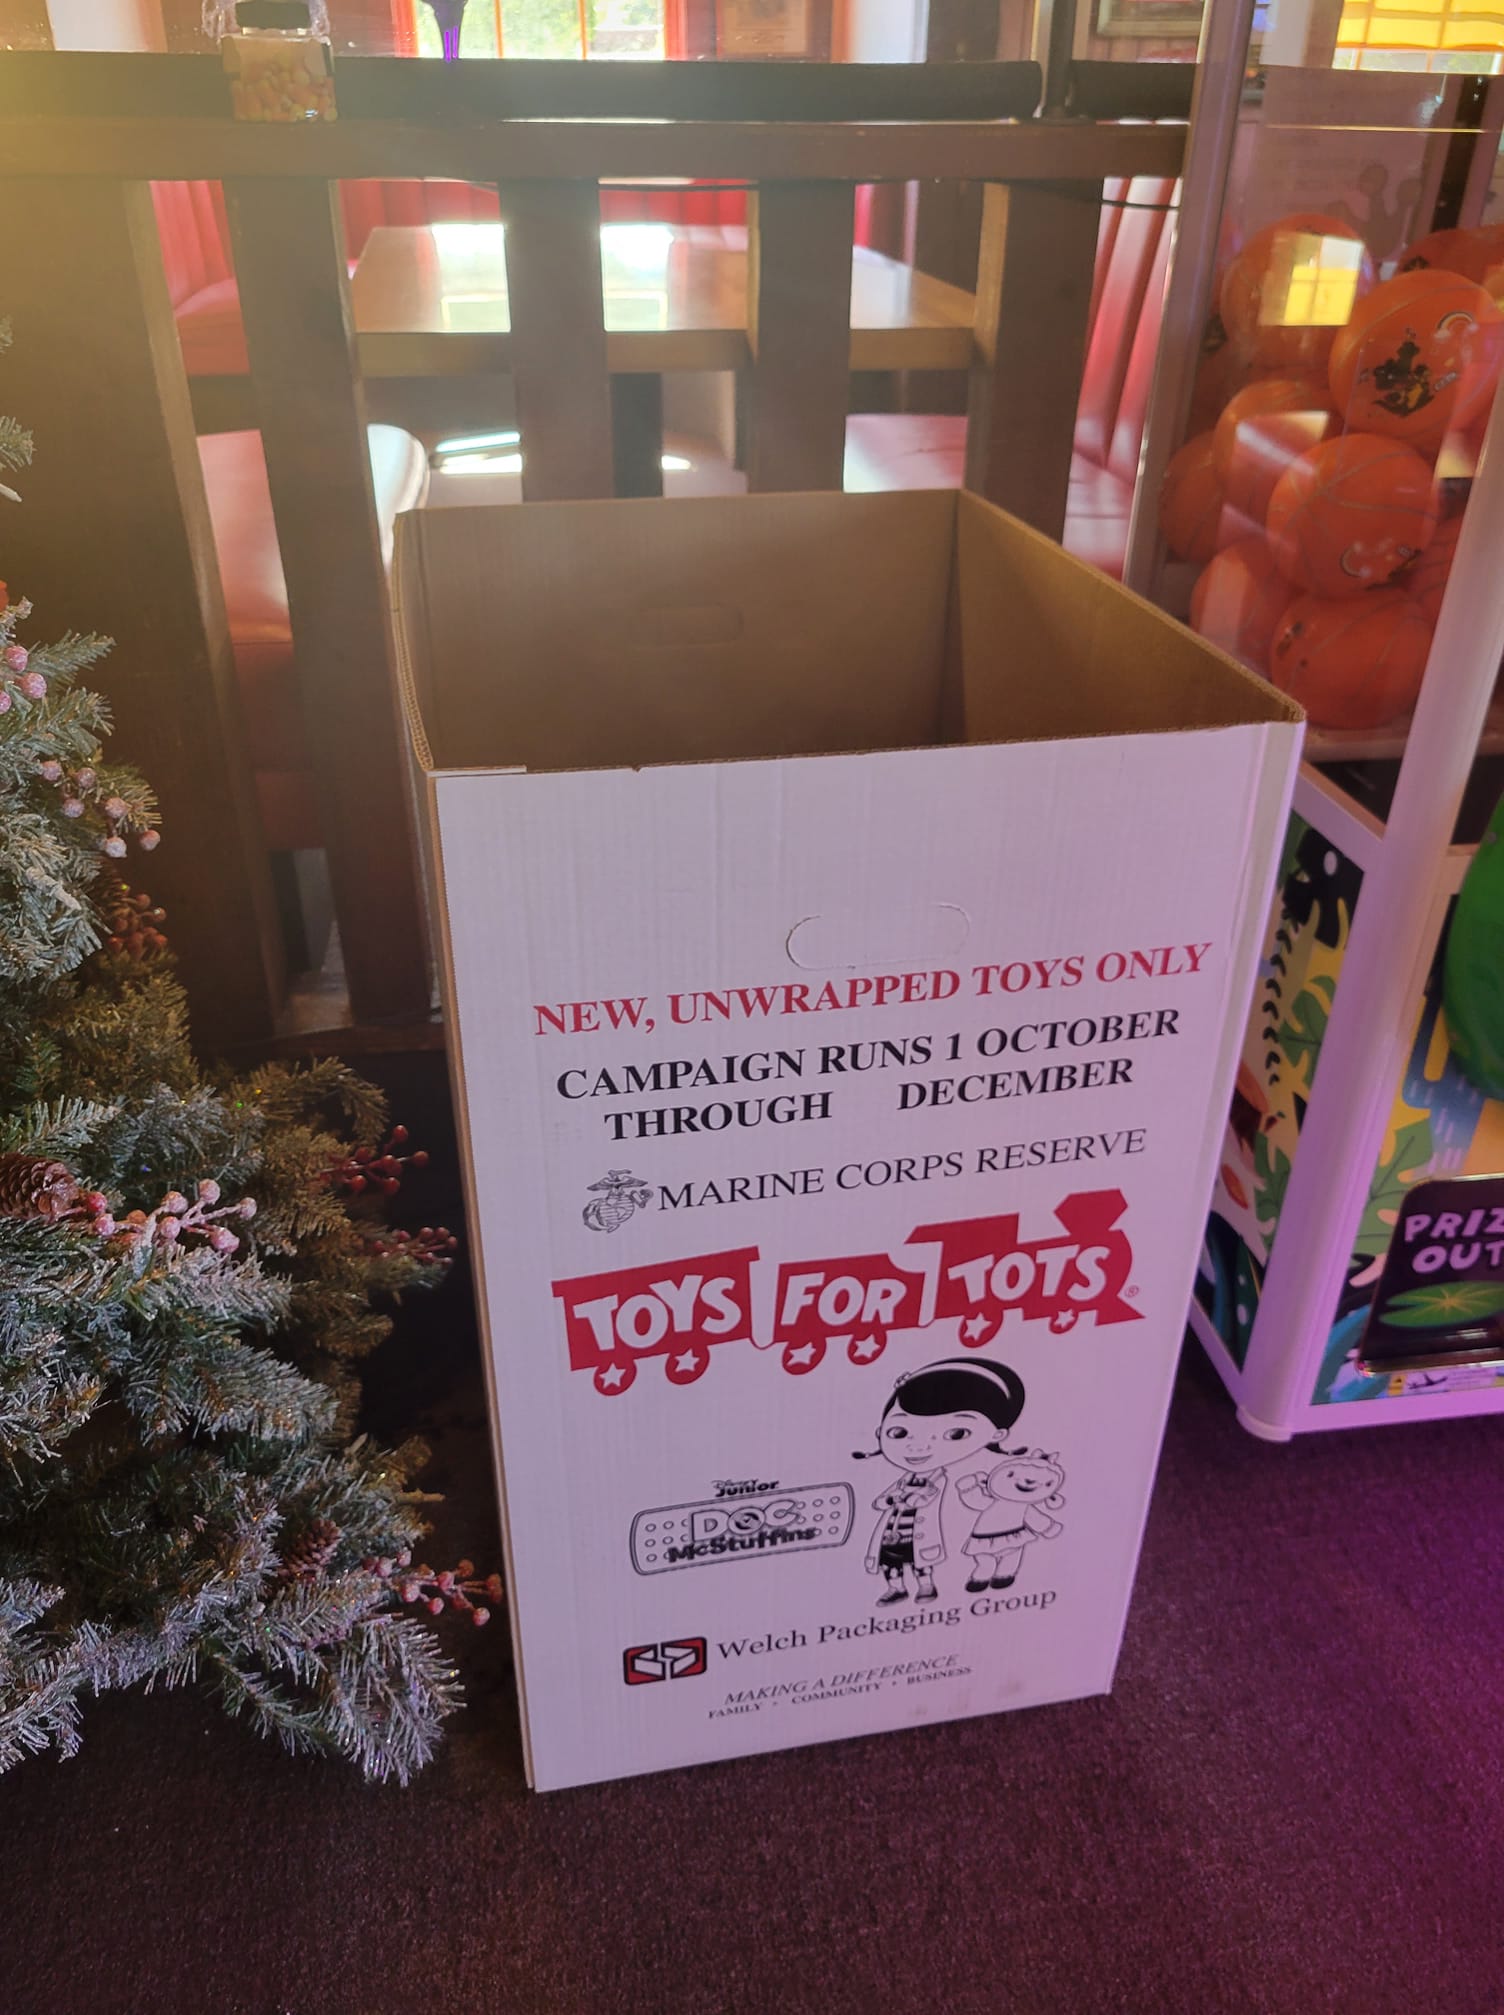 NEW, UNWRAPPED TOYS ONLY
CAMPAIGN RUNS 1 OCTOBER
THROUGH DECEMBER
MARINE CORPS RESERVE
TOYS FOR TOTS®
Disney
Junior
DOC
McStuffins
Welch Packaging Group
MAKING A DIFFERENCE
FAMILY • COMMUNITY • BUSINESS
OUT